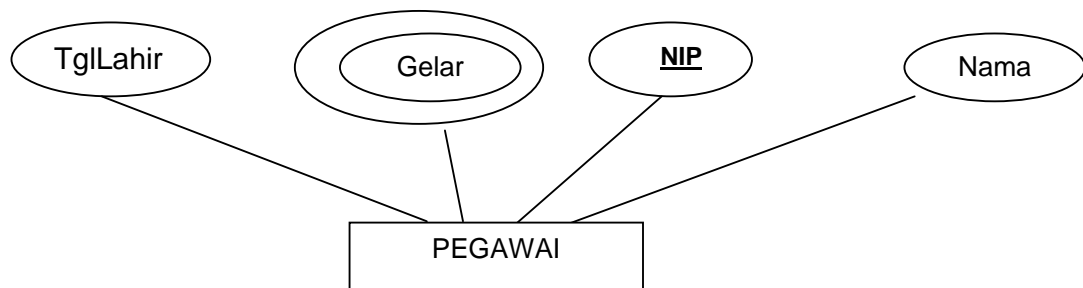 TglLahir
Gelar
NIP
Nama
PEGAWAI